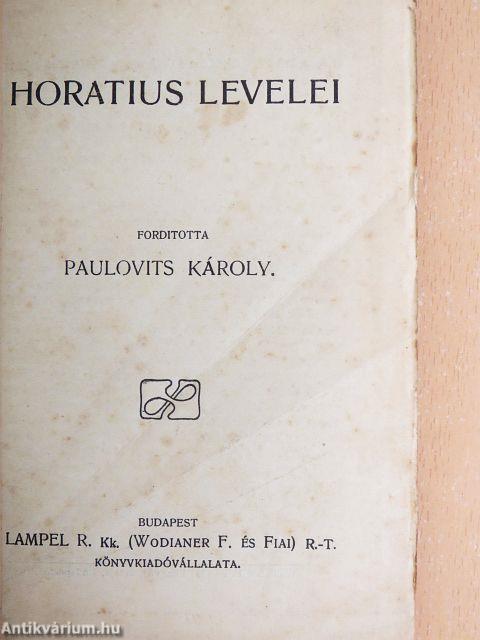 HORATIUS LEVELEI
FORDITOTTA
PAULOVITS KÁROLY.
BUDAPEST
LAMPEL R. Kk. (WODIANER F. ÉS FIAI) R.-T.
KÖNYVKIADÓVÁLLALATA.
Antikvárium.hu